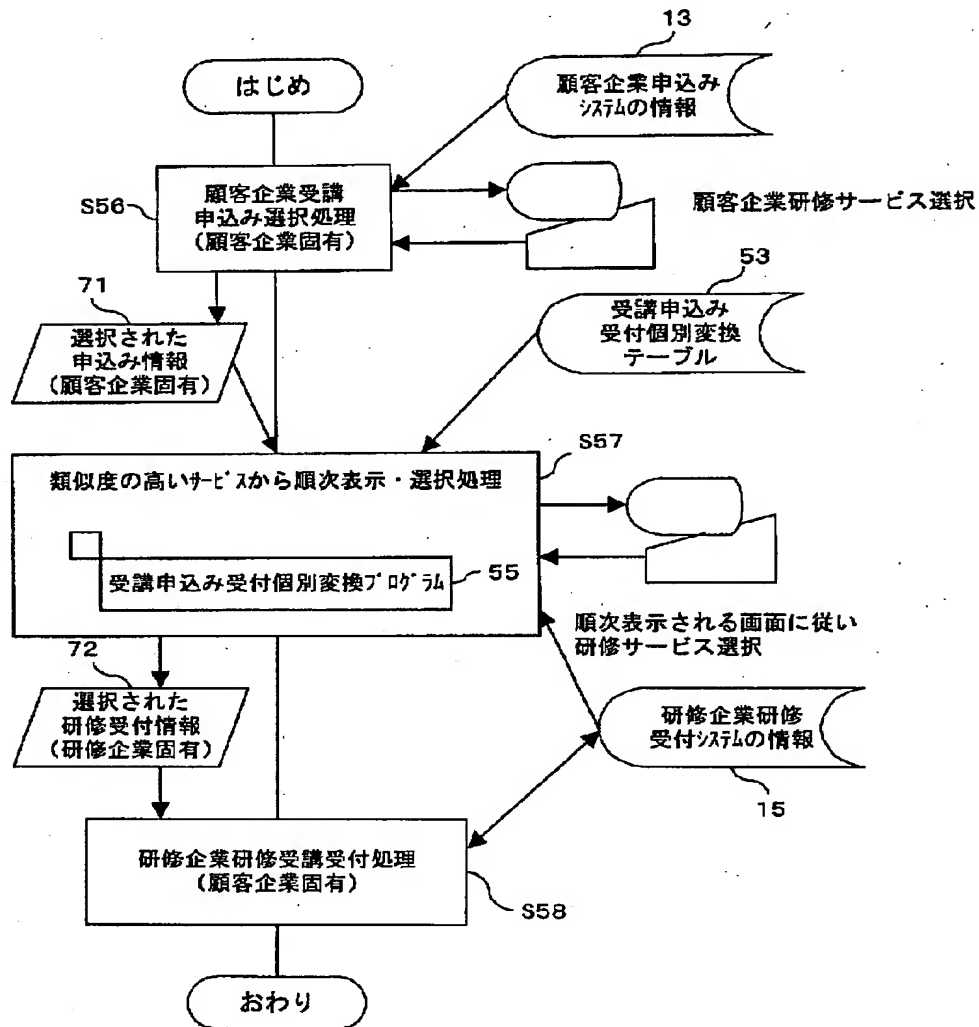 13
はじめ
顧客企業申込み
システムの情報
S56
顧客企業受講
申込み選択処理
(顧客企業固有)
顧客企業研修サービス選択
71
53
選択された
申込み情報
(顧客企業固有)
受講申込み
受付個別変換
テーブル
S57
類似度の高いサービスから順次表示・選択処理
受講申込み受付個別変換プログラム
55
順次表示される画面に従い
研修サービス選択
72
選択された
研修受付情報
(研修企業固有)
研修企業研修
受付システムの情報
15
研修企業研修受講受付処理
(顧客企業固有)
S58
おわり